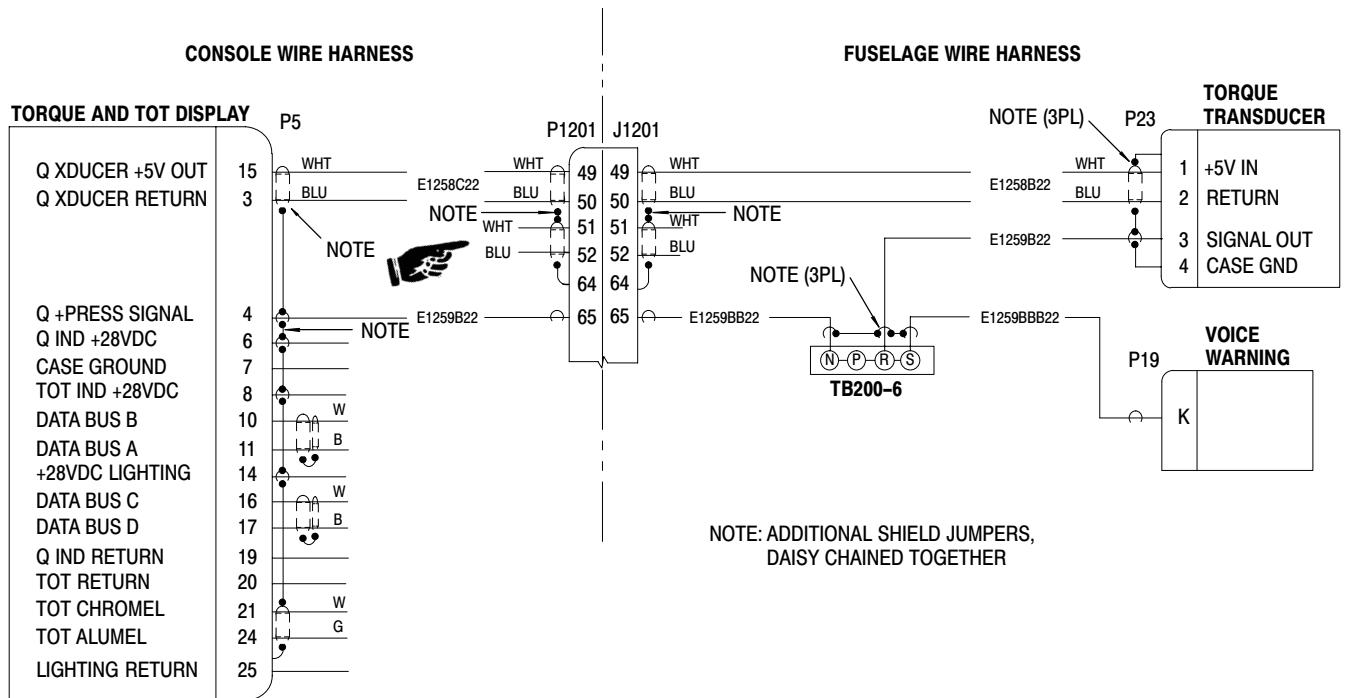 CONSOLE WIRE HARNESS
FUSELAGE WIRE HARNESS
TORQUE AND TOT DISPLAY
P5
Q XDUCER +5V OUT 15 WHT
Q XDUCER RETURN 3 BLU
E1258C22
NOTE
Q +PRESS SIGNAL 4 E1259B22
NOTE
Q IND +28VDC 6
CASE GROUND 7
TOT IND +28VDC 8
DATA BUS B 10 W
DATA BUS A 11 B
+28VDC LIGHTING 14
DATA BUS C 16 W
DATA BUS D 17 B
Q IND RETURN 19
TOT RETURN 20
TOT CHROMEL 21 W
TOT ALUMEL 24 G
LIGHTING RETURN 25
P1201 J1201
WHT 49 49 WHT
BLU 50 50 BLU
NOTE NOTE
WHT 51 51 WHT
BLU 52 52 BLU
64 64
65 65 E1259BB22
NOTE (3PL)
N P R S
TB200-6
E1259BBB22
NOTE (3PL)
P23
TORQUE
TRANSDUCER
WHT 1 +5V IN
E1258B22
BLU 2 RETURN
E1259B22 3 SIGNAL OUT
4 CASE GND
P19
VOICE
WARNING
K
NOTE: ADDITIONAL SHIELD JUMPERS,
DAISY CHAINED TOGETHER